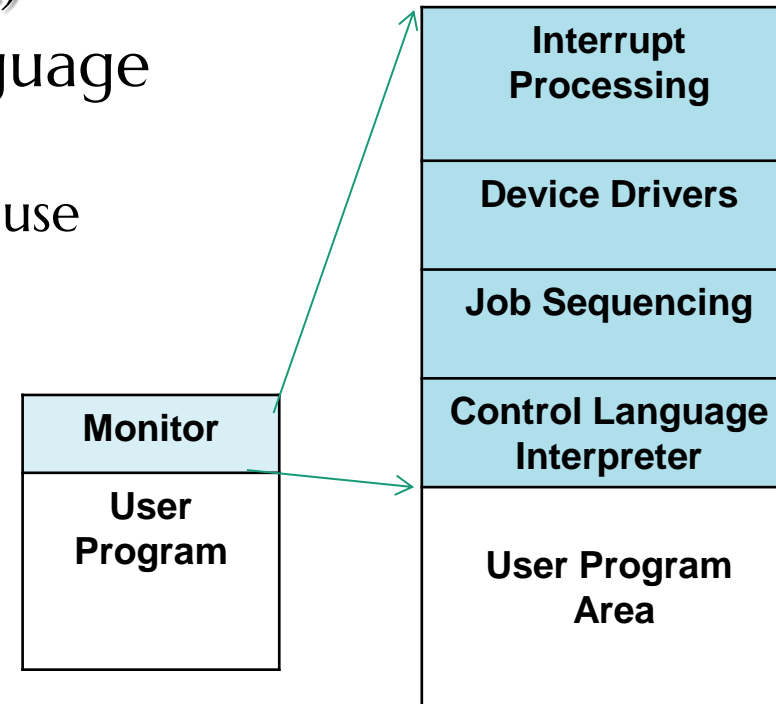 )
guage
use
Monitor
User
Program
Interrupt
Processing
Device Drivers
Job Sequencing
Control Language
Interpreter
User Program
Area